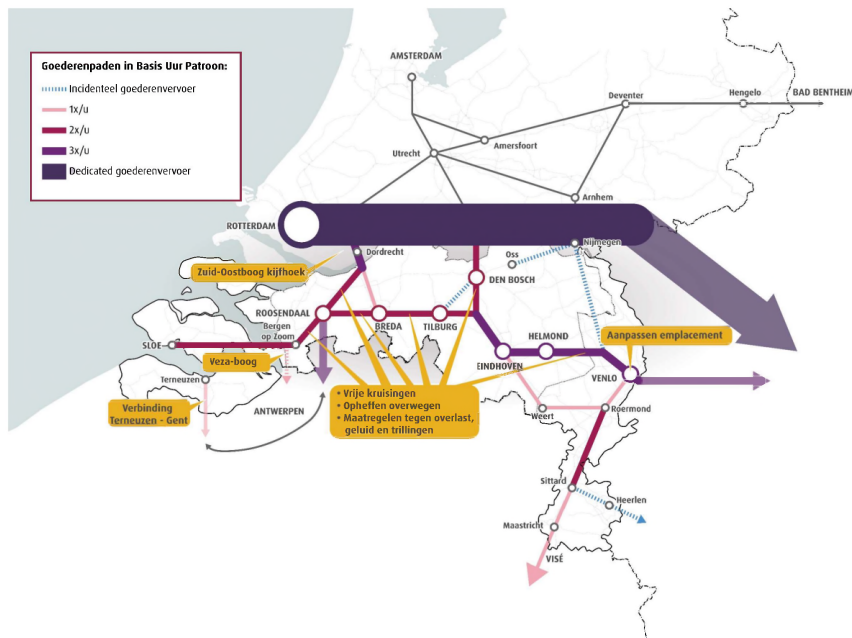 Goederenpaden in Basis Uur Patroon:
Incidenteel goederenvervoer
1x/u
2x/u
3x/u
Dedicated goederenvervoer
AMSTERDAM
Deventer
Hengelo
BAD BENTHEIM
Amersfoort
Utrecht
Arnhem
ROTTERDAM
Nijmegen
Dordrecht
Oss
Zuid-Oostboog kijfhoek
DEN BOSCH
ROOSENDAAL
Bergen
op Zoom
BREDA
TILBURG
HELMOND
Aanpassen emplacement
SLOE
Veza-boog
EINDHOVEN
VENLO
Terneuzen
Verbinding
Terneuzen - Gent
ANTWERPEN
• Vrije kruisingen
• Opheffen overwegen
• Maatregelen tegen overlast,
geluid en trillingen
Weert
Roermond
Sittard
Heerlen
Maastricht
VISÉ